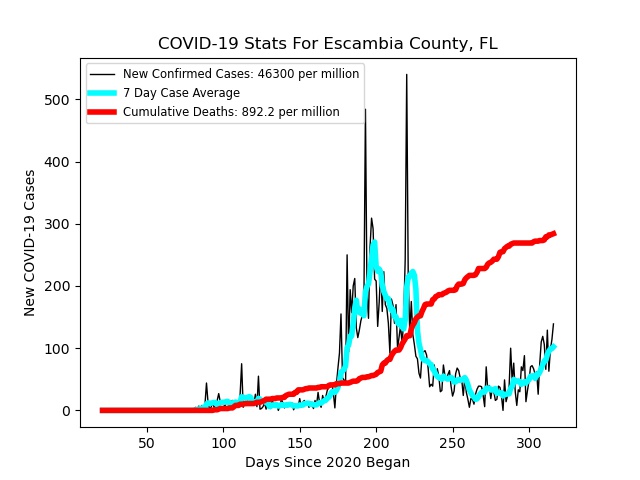 COVID-19 Stats For Escambia County, FL
New Confirmed Cases: 46300 per million
7 Day Case Average
Cumulative Deaths: 892.2 per million
New COVID-19 Cases
500
400
300
200
100
0
50
100
150
200
250
300
Days Since 2020 Began